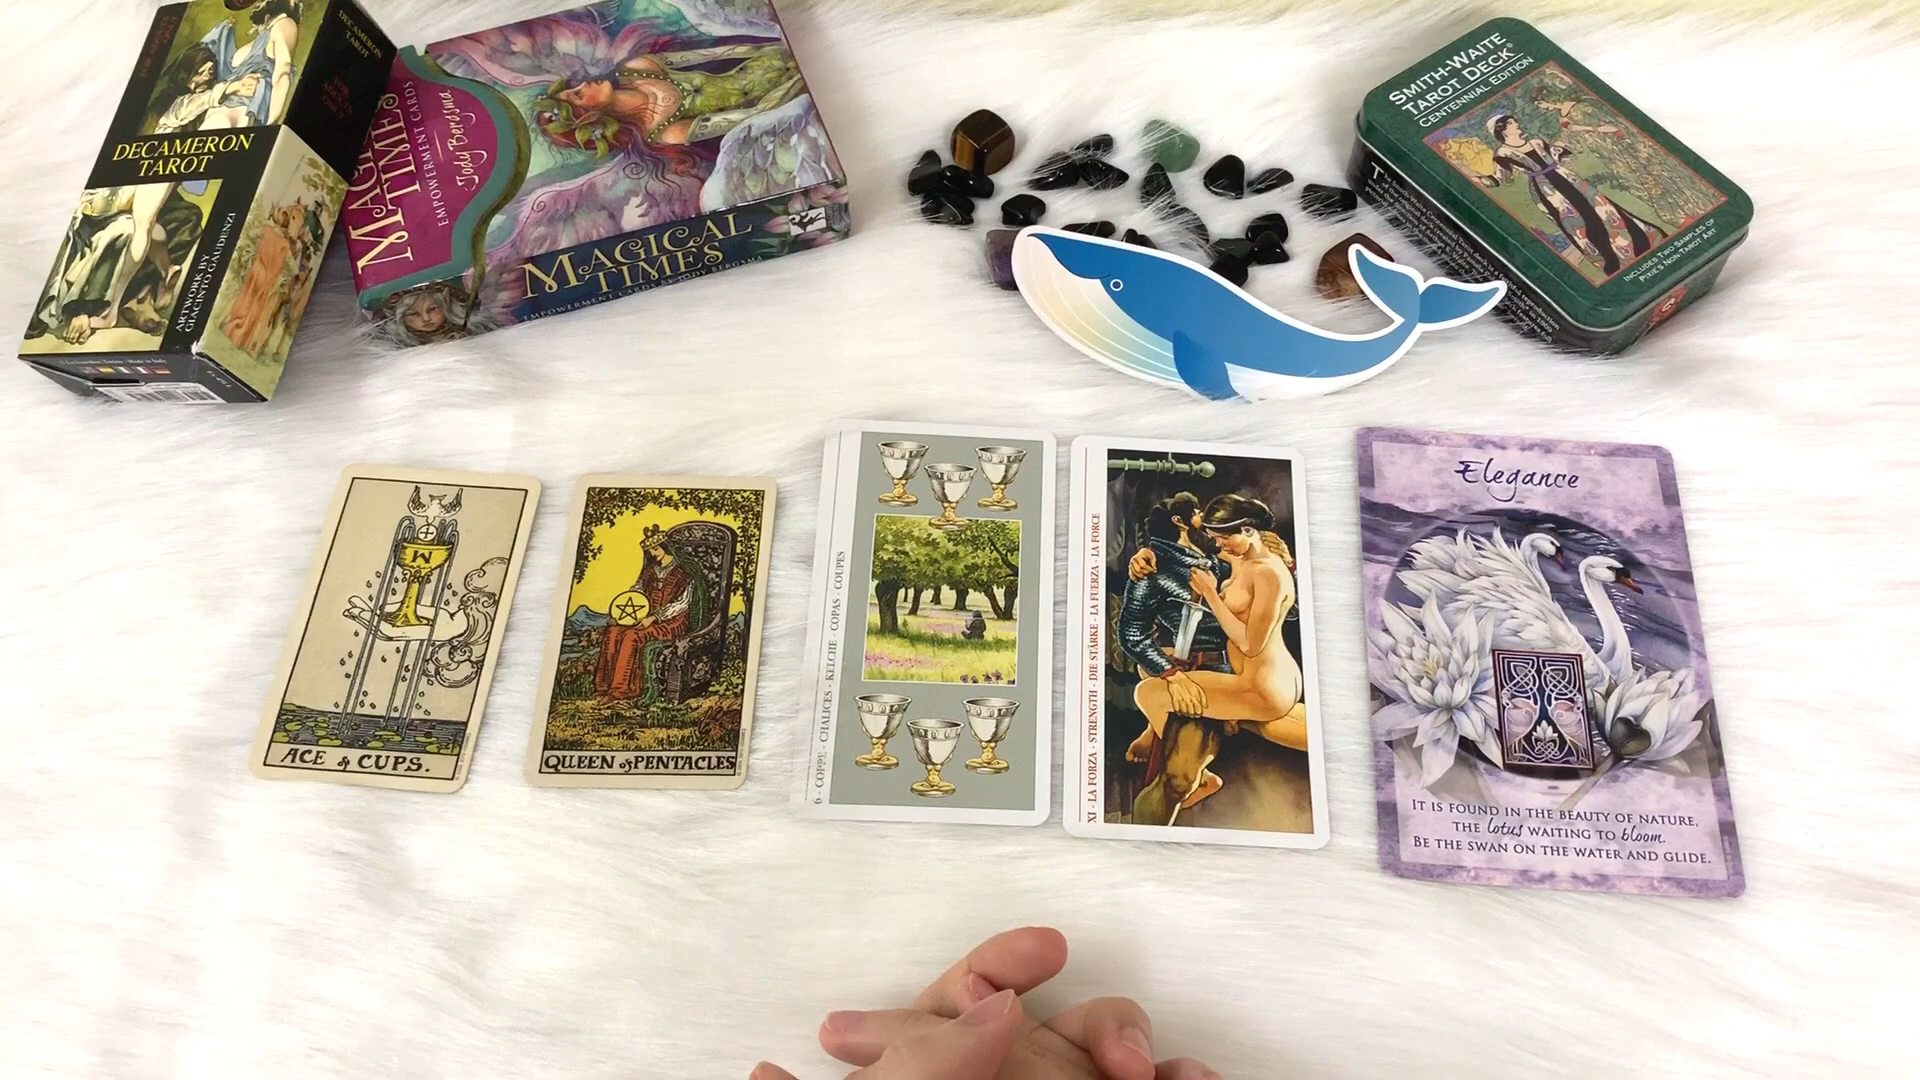 DECAMERON
TAROT
ARTWORK BY
GIACINTO GAUDENZI
DECAMERON
TAROT
MAGICAL
TIMES
EMPOWERMENT CARDS
Jody Bergsma
MAGICAL
TIMES
EMPOWERMENT CARDS BY JODY BERGSMA
SMITH-WAITE
TAROT DECK®
CENTENNIAL EDITION
INCLUDES TWO SAMPLES OF
PIXIE'S NON-TAROT ART
ACE of CUPS.
QUEEN of PENTACLES
6 - COPPE - CHALICES - KELCHE - COPAS - COUPES
XI - LA FORZA - STRENGTH - DIE STÄRKE - LA FUERZA - LA FORCE
Elegance
IT IS FOUND IN THE BEAUTY OF NATURE,
THE lotus WAITING TO bloom.
BE THE SWAN ON THE WATER AND GLIDE.